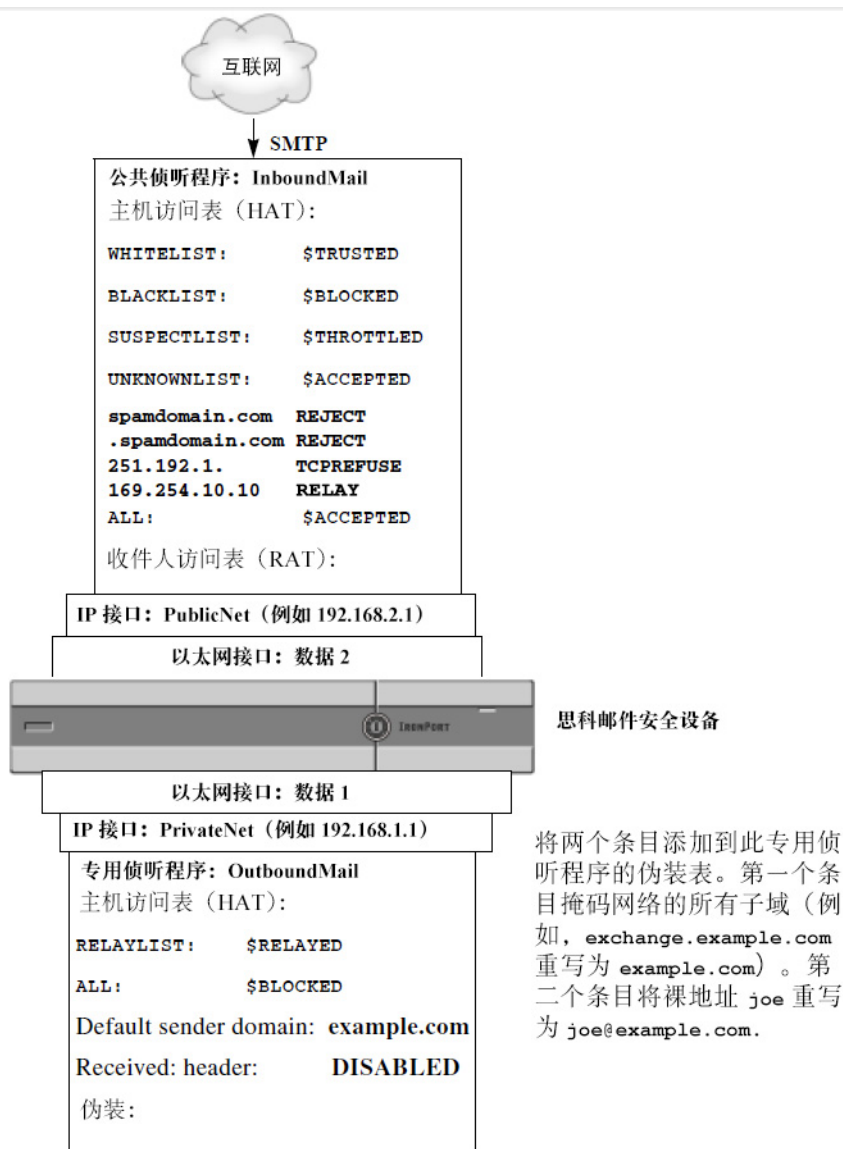 互联网
SMTP
公共侦听程序：InboundMail
主机访问表（HAT）:
WHITELIST: $TRUSTED
BLACKLIST: $BLOCKED
SUSPECTLIST: $THROTTLED
UNKNOWNLIST: $ACCEPTED
spamdomain.com REJECT
.spamdomain.com REJECT
251.192.1. TCPREFUSE
169.254.10.10 RELAY
ALL: $ACCEPTED
收件人访问表（RAT）:
IP 接口：PublicNet（例如 192.168.2.1）
以太网接口：数据 2
IRONPORT
思科邮件安全设备
以太网接口：数据 1
IP 接口：PrivateNet（例如 192.168.1.1）
专用侦听程序：OutboundMail
主机访问表（HAT）:
RELAYLIST: $RELAYED
ALL: $BLOCKED
Default sender domain: example.com
Received: header: DISABLED
伪装:
将两个条目添加到此专用侦
听程序的伪装表。第一个条
目掩码网络的所有子域（例
如，exchange.example.com
重写为 example.com）。第
二个条目将裸地址 joe 重写
为 joe@example.com.